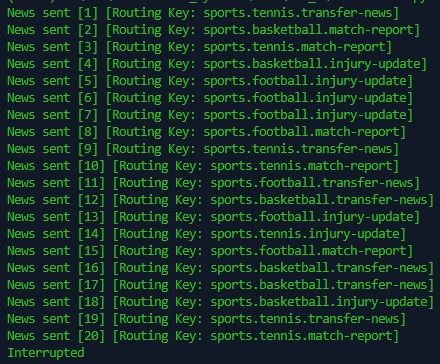 News sent [1] [Routing Key: sports.tennis.transfer-news]
News sent [2] [Routing Key: sports.basketball.match-report]
News sent [3] [Routing Key: sports.tennis.match-report]
News sent [4] [Routing Key: sports.basketball.injury-update]
News sent [5] [Routing Key: sports.football.injury-update]
News sent [6] [Routing Key: sports.football.injury-update]
News sent [7] [Routing Key: sports.football.injury-update]
News sent [8] [Routing Key: sports.football.match-report]
News sent [9] [Routing Key: sports.tennis.transfer-news]
News sent [10] [Routing Key: sports.tennis.match-report]
News sent [11] [Routing Key: sports.football.transfer-news]
News sent [12] [Routing Key: sports.basketball.transfer-news]
News sent [13] [Routing Key: sports.football.injury-update]
News sent [14] [Routing Key: sports.tennis.injury-update]
News sent [15] [Routing Key: sports.football.match-report]
News sent [16] [Routing Key: sports.basketball.transfer-news]
News sent [17] [Routing Key: sports.basketball.transfer-news]
News sent [18] [Routing Key: sports.basketball.injury-update]
News sent [19] [Routing Key: sports.tennis.transfer-news]
News sent [20] [Routing Key: sports.tennis.match-report]
Interrupted